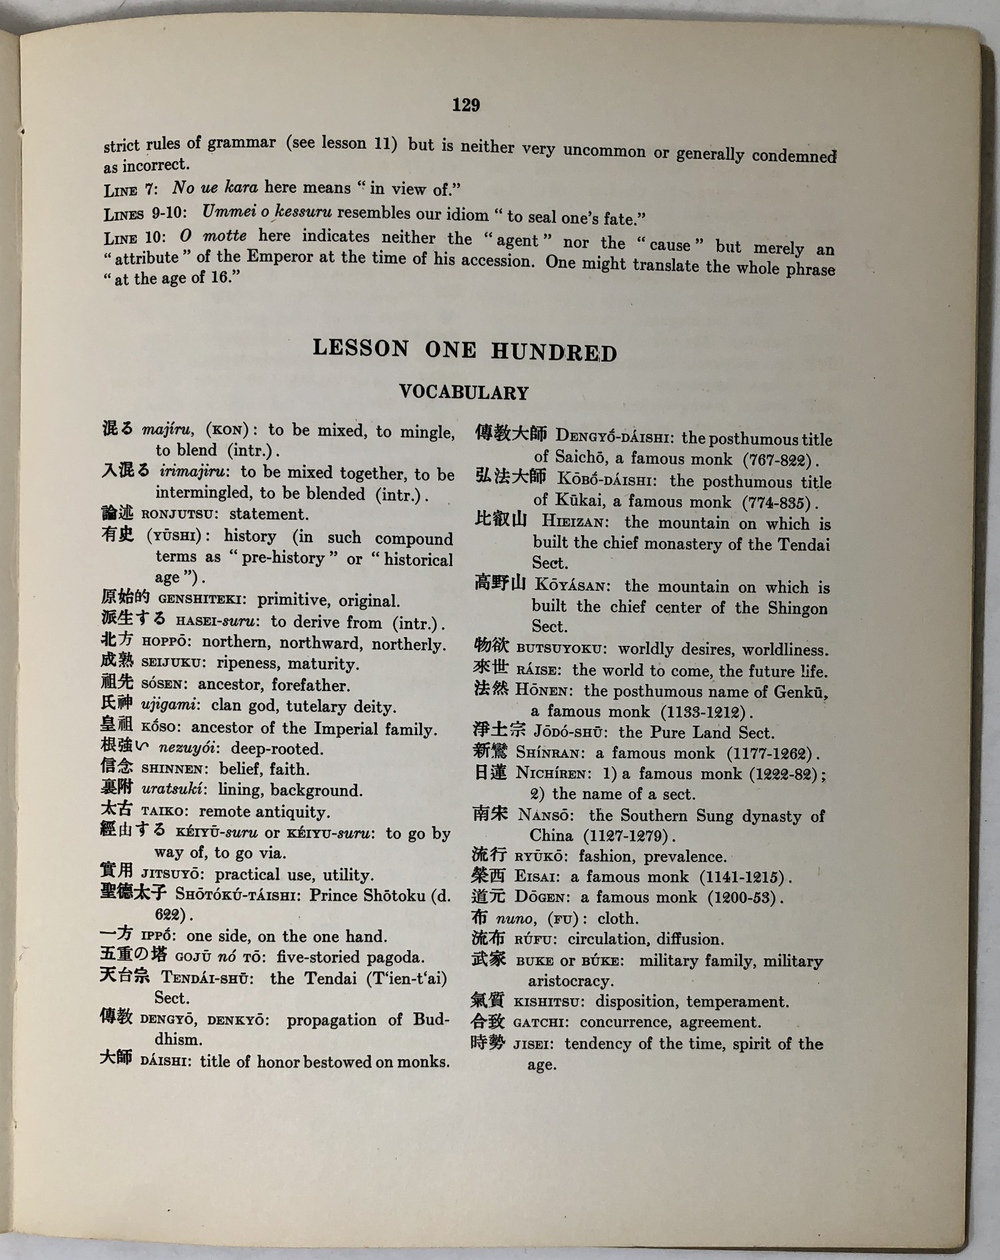 129
strict rules of grammar (see lesson 11) but is neither very uncommon or generally condemned
as incorrect.
LINE 7: No ue kara here means “ in view of.”
LINES 9-10: Ummei o kessuru resembles our idiom “ to seal one's fate.”
LINE 10: O motte here indicates neither the “ agent ” nor the “ cause ” but merely an
“ attribute ” of the Emperor at the time of his accession. One might translate the whole phrase
“ at the age of 16.”
LESSON ONE HUNDRED
VOCABULARY
混る majíru, (KON): to be mixed, to mingle,
to blend (intr.).
入混る irimajiru: to be mixed together, to be
intermingled, to be blended (intr.).
論述 RONJUTSU: statement.
有史 (YŪSHI): history (in such compound
terms as “ pre-history ” or “ historical
age ”).
原始的 GENSHITEKI: primitive, original.
派生する HASEI-suru: to derive from (intr.).
北方 HOPPŌ: northern, northward, northerly.
成熟 SEIJUKU: ripeness, maturity.
祖先 SÓSEN: ancestor, forefather.
氏神 ujigami: clan god, tutelary deity.
皇祖 KṒSO: ancestor of the Imperial family.
根強い nezuyói: deep-rooted.
信念 SHINNEN: belief, faith.
裏附 uratsukí: lining, background.
太古 TAIKO: remote antiquity.
經由する KÉIYŪ-suru or KÉIYU-suru: to go by
way of, to go via.
實用 JITSUYŌ: practical use, utility.
聖德太子 SHŌTÓKÚ-TÁISHI: Prince Shōtoku (d.
622).
一方 IPPṒ: one side, on the one hand.
五重の塔 GOJŪ nó TŌ: five-storied pagoda.
天台宗 TENDÁI-SHŪ: the Tendai (T‘ien-t‘ai)
Sect.
傳教 DENGYŌ, DENKYŌ: propagation of Bud-
dhism.
大師 DÁISHI: title of honor bestowed on monks.
傳教大師 DENGYṒ-DÁISHI: the posthumous title
of Saichō, a famous monk (767-822).
弘法大師 KŌBṒ-DÁISHI: the posthumous title
of Kūkai, a famous monk (774-835).
比叡山 HIEIZAN: the mountain on which is
built the chief monastery of the Tendai
Sect.
高野山 KŌYÁSAN: the mountain on which is
built the chief center of the Shingon
Sect.
物欲 BUTSUYOKU: worldly desires, worldliness.
來世 RÁISE: the world to come, the future life.
法然 HŌNEN: the posthumous name of Genkū,
a famous monk (1133-1212).
淨土宗 JŌDÓ-SHŪ: the Pure Land Sect.
新鸞 SHÍNRAN: a famous monk (1177-1262).
日蓮 NICHÍREN: 1) a famous monk (1222-82);
2) the name of a sect.
南宋 NANSŌ: the Southern Sung dynasty of
China (1127-1279).
流行 RYŪKŌ: fashion, prevalence.
榮西 EISAI: a famous monk (1141-1215).
道元 DŌGEN: a famous monk (1200-53).
布 nuno, (FU): cloth.
流布 RÚFU: circulation, diffusion.
武家 BUKE or BÚKE: military family, military
aristocracy.
氣質 KISHITSU: disposition, temperament.
合致 GATCHI: concurrence, agreement.
時勢 JISEI: tendency of the time, spirit of the
age.